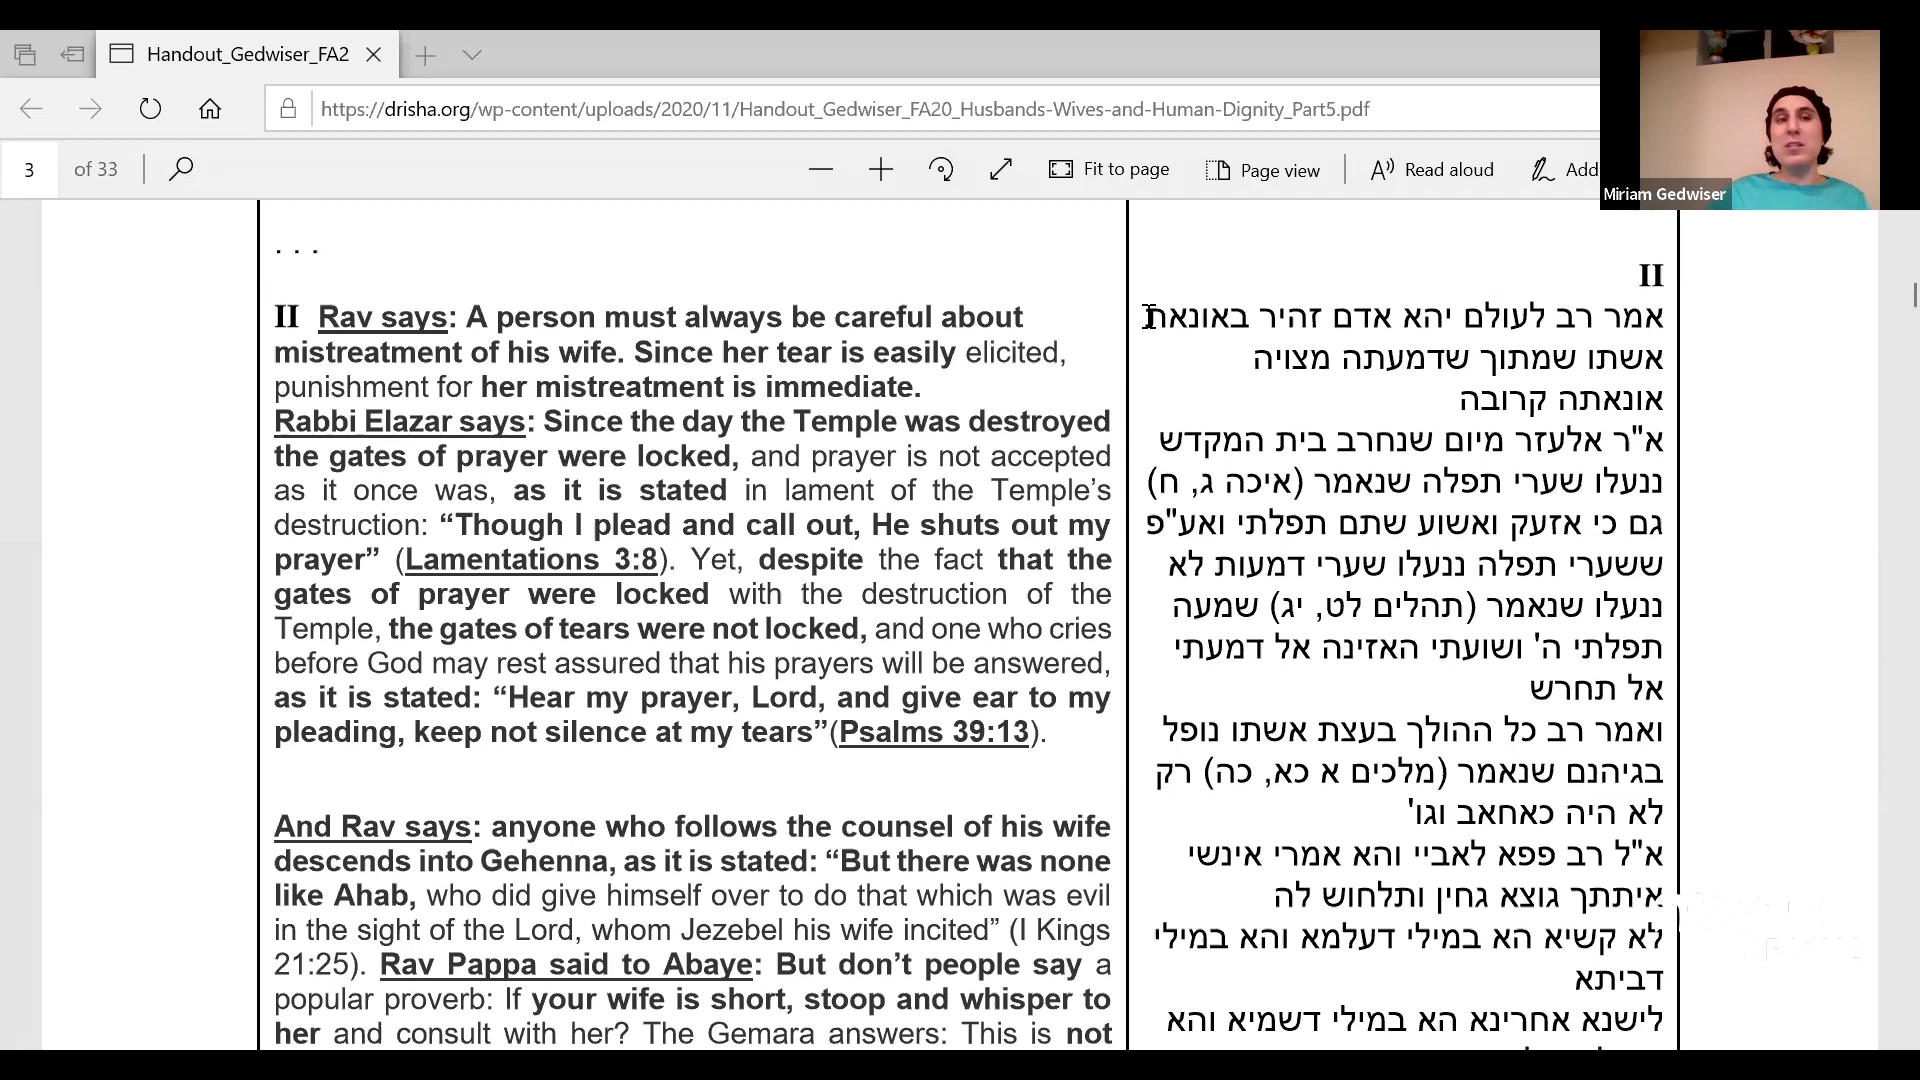 Handout_Gedwiser_FA2
https://drisha.org/wp-content/uploads/2020/11/Handout_Gedwiser_FA20_Husbands-Wives-and-Human-Dignity_Part5.pdf
3 of 33
Fit to page
Page view
Read aloud
Add
Miriam Gedwiser
. . .
II Rav says: A person must always be careful about
mistreatment of his wife. Since her tear is easily elicited,
punishment for her mistreatment is immediate.
Rabbi Elazar says: Since the day the Temple was destroyed
the gates of prayer were locked, and prayer is not accepted
as it once was, as it is stated in lament of the Temple’s
destruction: “Though I plead and call out, He shuts out my
prayer” (Lamentations 3:8). Yet, despite the fact that the
gates of prayer were locked with the destruction of the
Temple, the gates of tears were not locked, and one who cries
before God may rest assured that his prayers will be answered,
as it is stated: “Hear my prayer, Lord, and give ear to my
pleading, keep not silence at my tears”(Psalms 39:13).
And Rav says: anyone who follows the counsel of his wife
descends into Gehenna, as it is stated: “But there was none
like Ahab, who did give himself over to do that which was evil
in the sight of the Lord, whom Jezebel his wife incited” (I Kings
21:25). Rav Pappa said to Abaye: But don’t people say a
popular proverb: If your wife is short, stoop and whisper to
her and consult with her? The Gemara answers: This is not
II
אמר רב לעולם יהא אדם זהיר באונאת
אשתו שמתוך שדמעתה מצויה
אונאתה קרובה
א"ר אלעזר מיום שנחרב בית המקדש
ננעלו שערי תפלה שנאמר (איכה ג, ח)
גם כי אזעק ואשוע שתם תפלתי ואע"פ
ששערי תפלה ננעלו שערי דמעות לא
ננעלו שנאמר (תהלים לט, יג) שמעה
תפלתי ה' ושועתי האזינה אל דמעתי
אל תחרש
ואמר רב כל ההולך בעצת אשתו נופל
בגיהנם שנאמר (מלכים א כא, כה) רק
לא היה כאחאב וגו'
א"ל רב פפא לאביי והא אמרי אינשי
איתתך גוצא גחין ותלחוש לה
לא קשיא הא במילי דעלמא והא במילי
דביתא
לישנא אחרינא הא במילי דשמיא והא